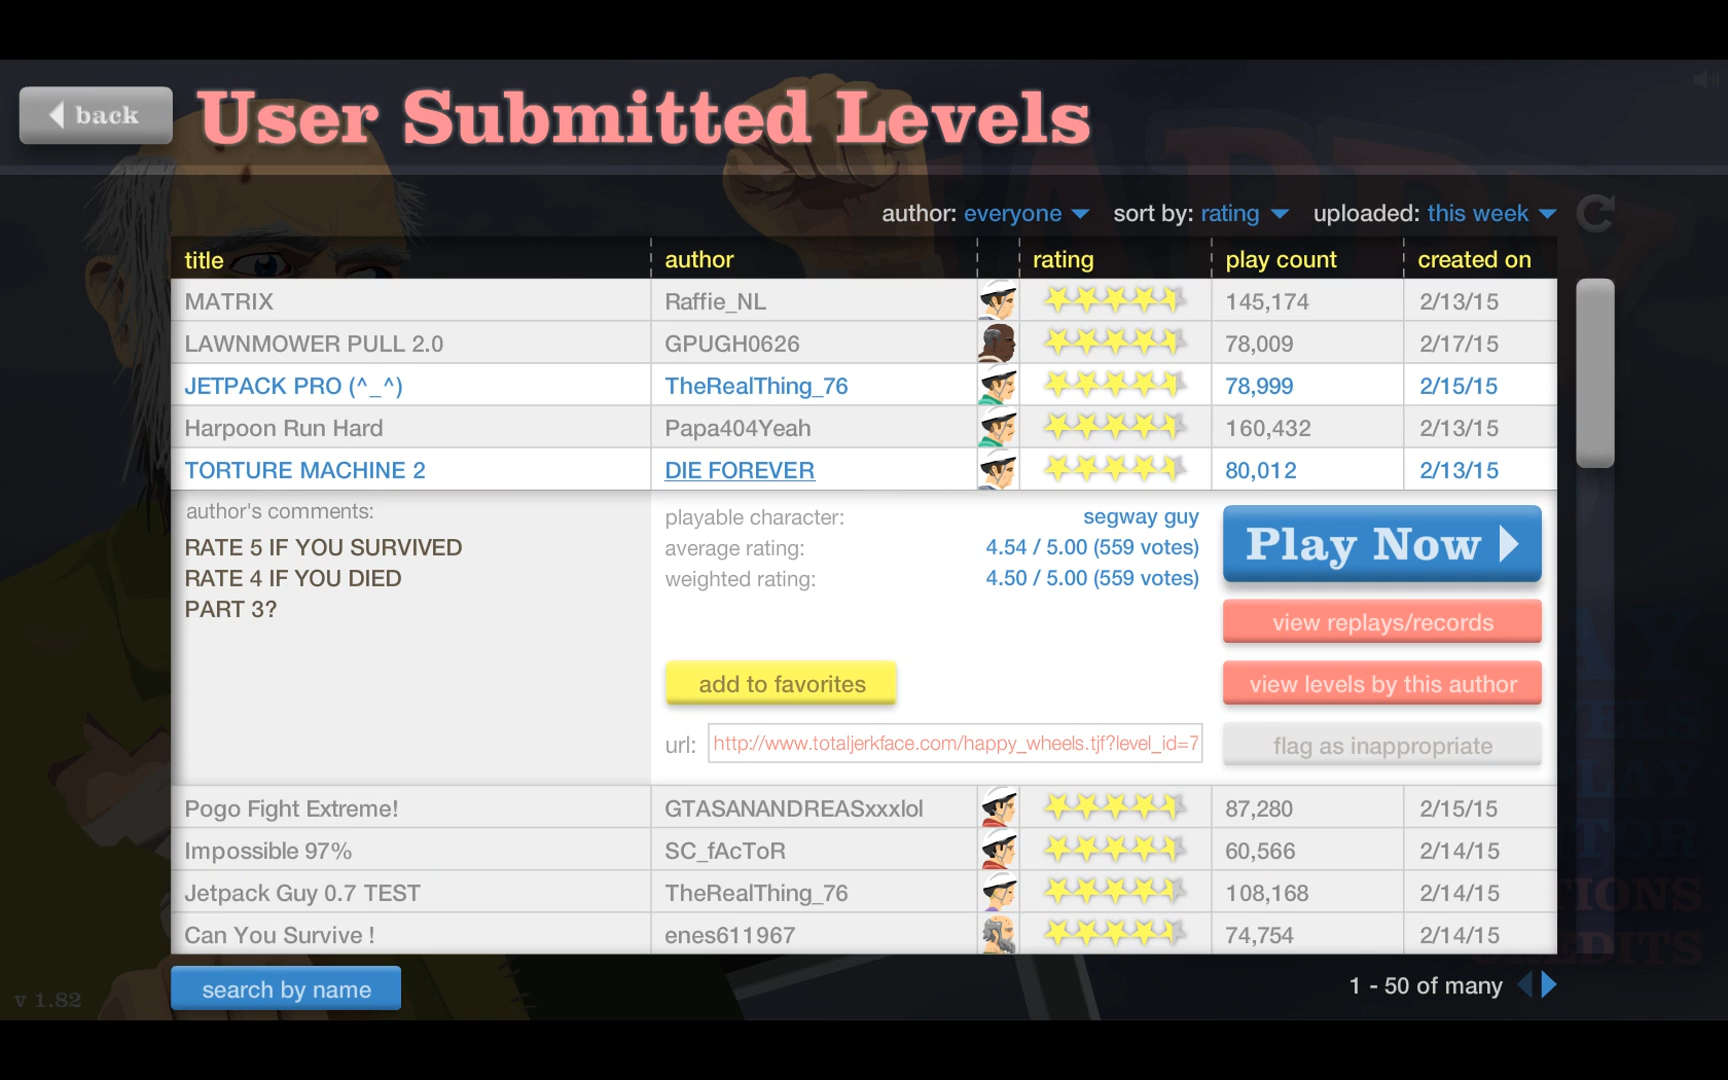 back
User Submitted Levels
author: everyone sort by: rating uploaded: this week
title author rating play count created on
MATRIX Raffie_NL 145,174 2/13/15
LAWNMOWER PULL 2.0 GPUGH0626 78,009 2/17/15
JETPACK PRO (^_^) TheRealThing_76 78,999 2/15/15
Harpoon Run Hard Papa404Yeah 160,432 2/13/15
TORTURE MACHINE 2 DIE FOREVER 80,012 2/13/15
author's comments:
RATE 5 IF YOU SURVIVED
RATE 4 IF YOU DIED
PART 3?
playable character: segway guy
average rating: 4.54 / 5.00 (559 votes)
weighted rating: 4.50 / 5.00 (559 votes)
Play Now
view replays/records
add to favorites
view levels by this author
url: http://www.totaljerkface.com/happy_wheels.tjf?level_id=7
flag as inappropriate
Pogo Fight Extreme! GTASANANDREASxxxlol 87,280 2/15/15
Impossible 97% SC_fAcToR 60,566 2/14/15
Jetpack Guy 0.7 TEST TheRealThing_76 108,168 2/14/15
Can You Survive ! enes611967 74,754 2/14/15
search by name
1 - 50 of many
v 1.82